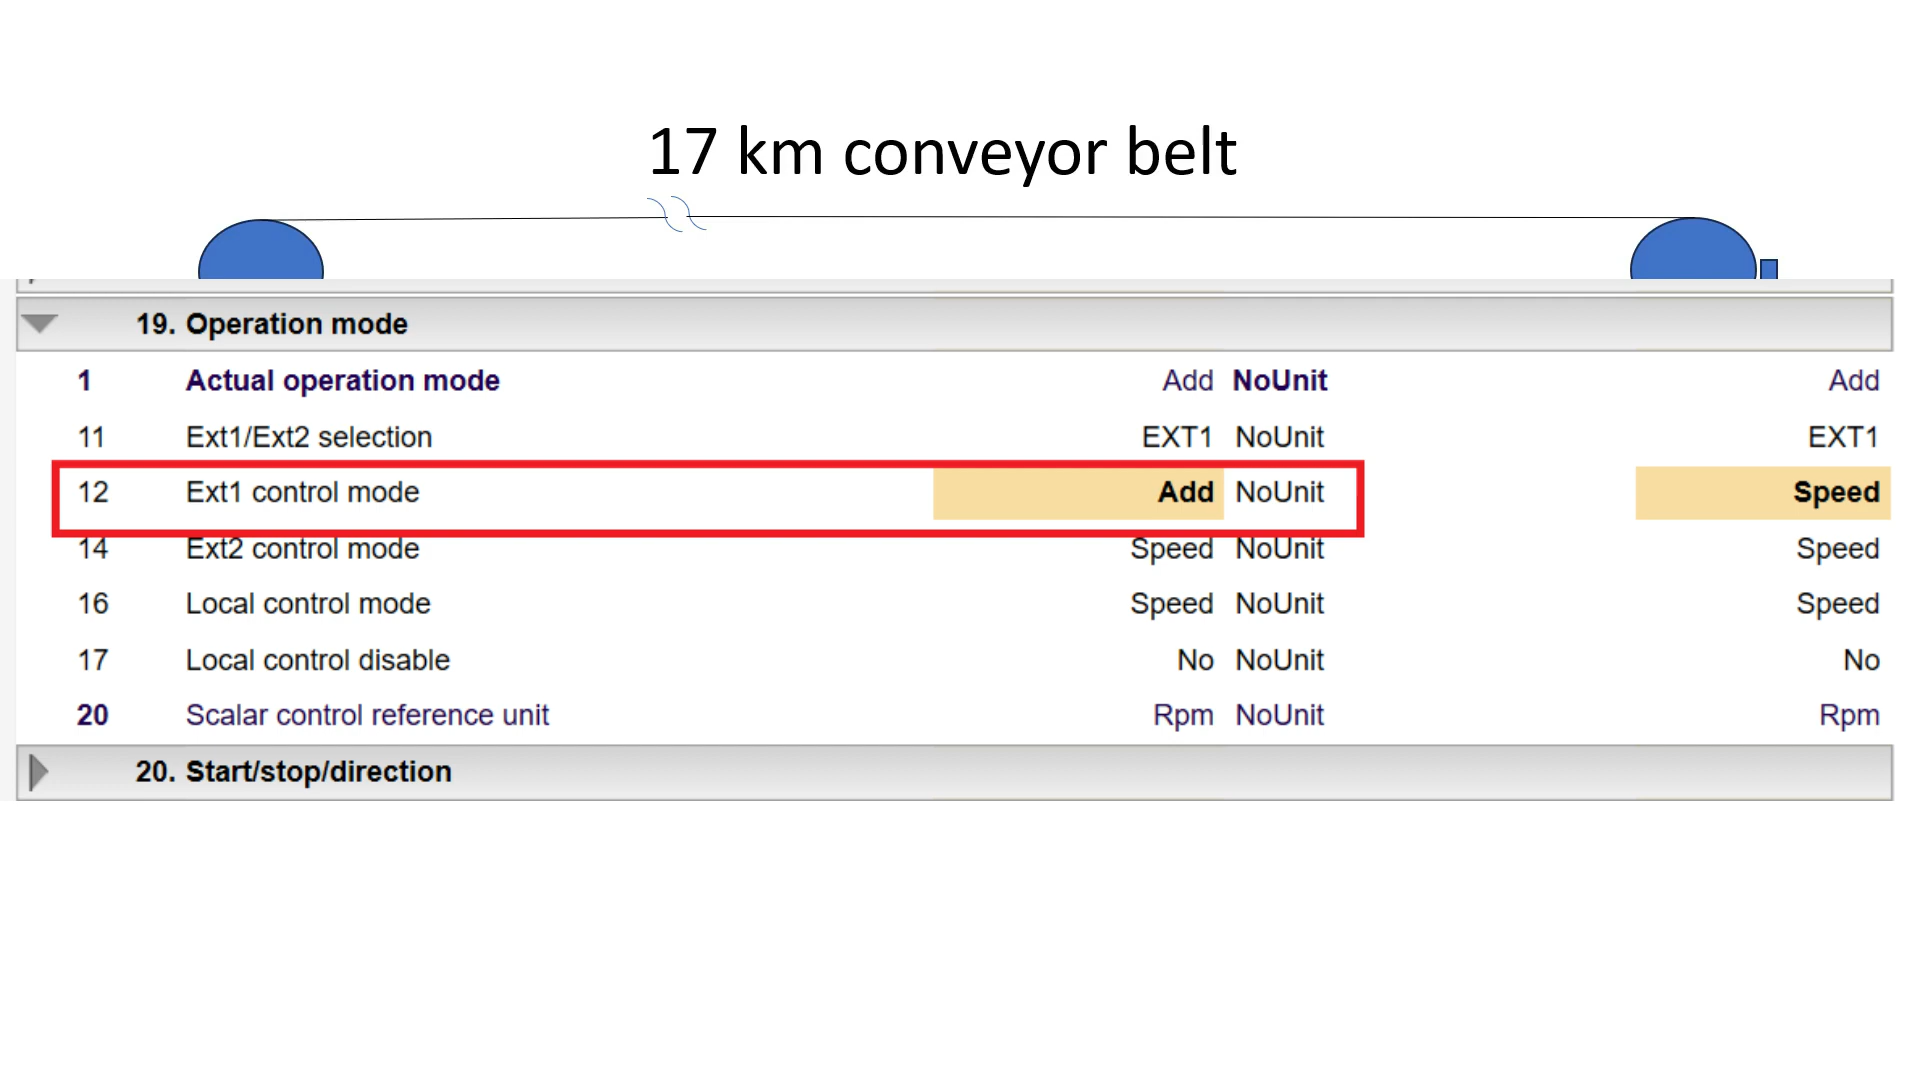 17 km conveyor belt
19. Operation mode
1 Actual operation mode Add NoUnit Add
11 Ext1/Ext2 selection EXT1 NoUnit EXT1
12 Ext1 control mode Add NoUnit Speed
14 Ext2 control mode Speed NoUnit Speed
16 Local control mode Speed NoUnit Speed
17 Local control disable No NoUnit No
20 Scalar control reference unit Rpm NoUnit Rpm
20. Start/stop/direction